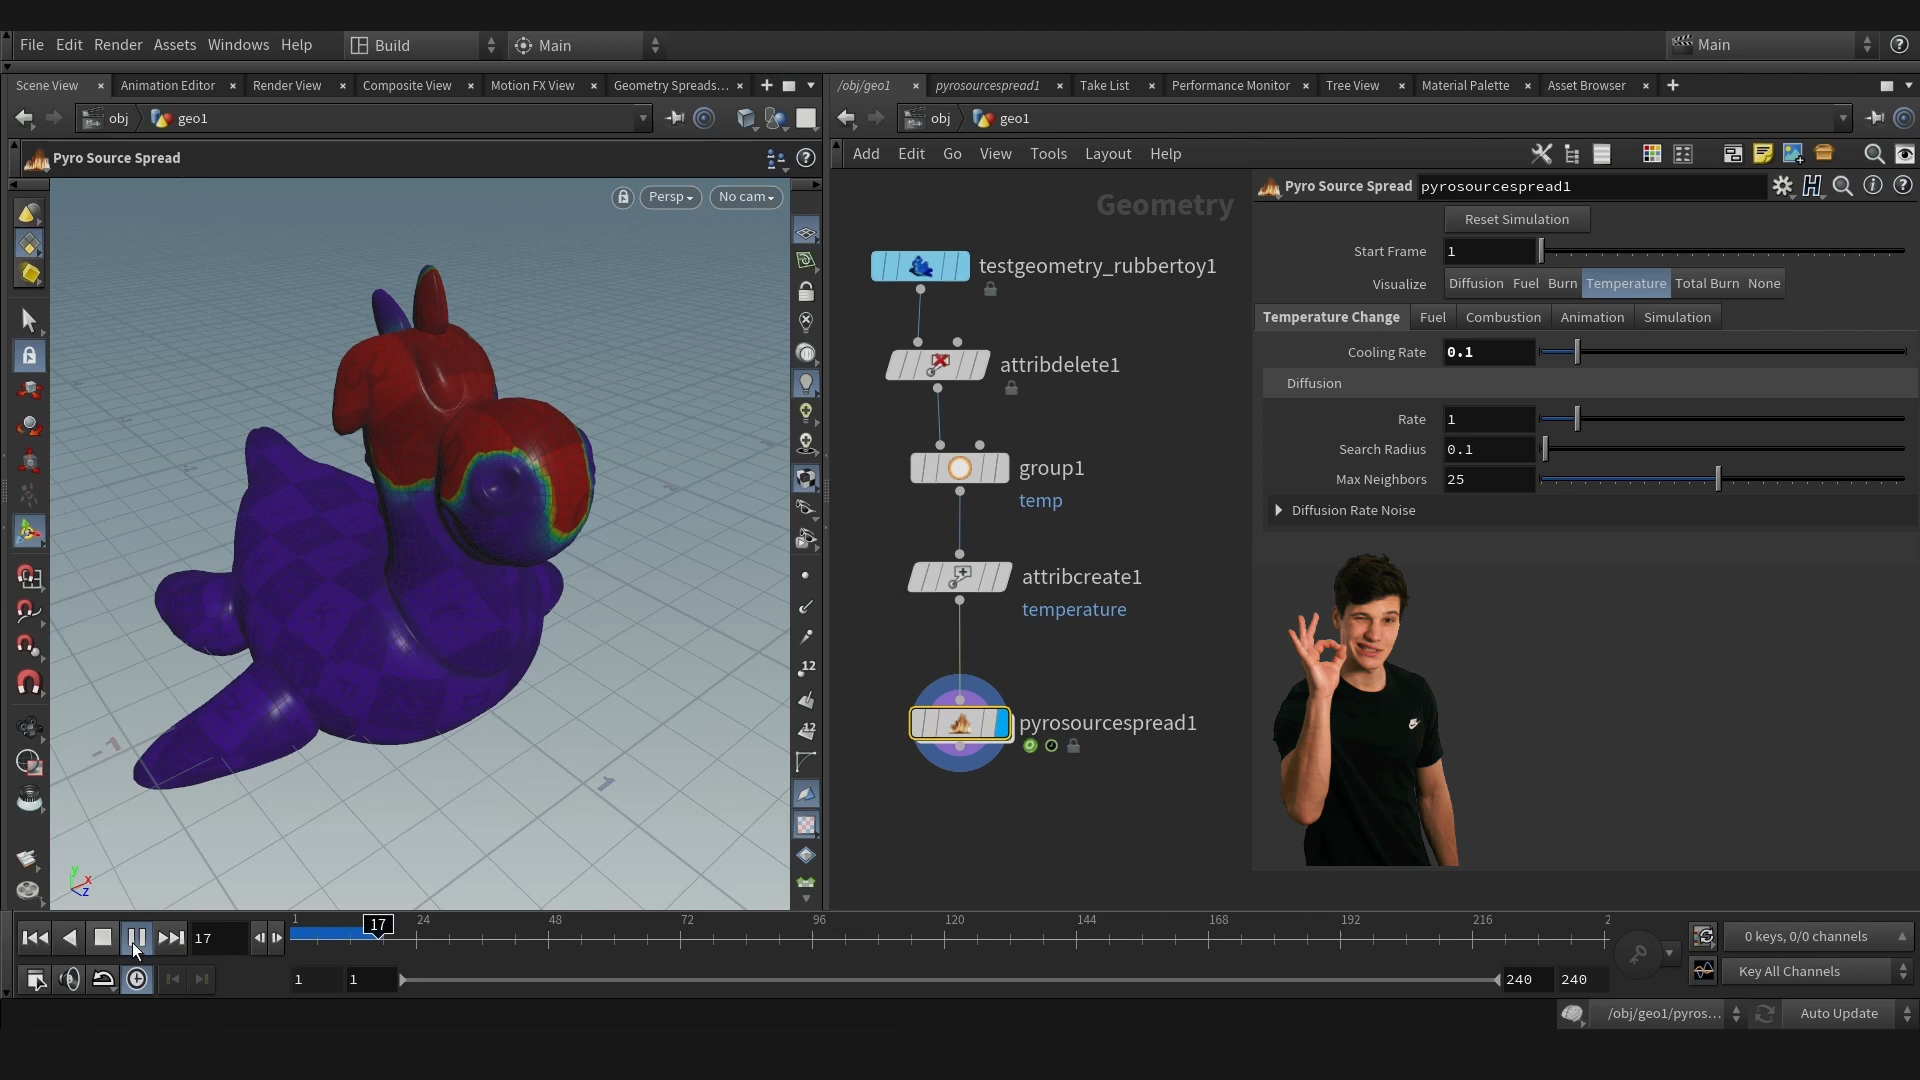 File Edit Render Assets Windows Help Build Main Main
Scene View Animation Editor Render View Composite View Motion FX View Geometry Spreads... /obj/geo1 pyrosourcespread1 Take List Performance Monitor Tree View Material Palette Asset Browser
obj geo1 obj geo1
Pyro Source Spread
Add Edit Go View Tools Layout Help
Persp No cam
Geometry
testgeometry_rubbertoy1
attribdelete1
group1
temp
attribcreate1
temperature
pyrosourcespread1
Pyro Source Spread pyrosourcespread1
Reset Simulation
Start Frame 1
Visualize Diffusion Fuel Burn Temperature Total Burn None
Temperature Change Fuel Combustion Animation Simulation
Cooling Rate 0.1
Diffusion
Rate 1
Search Radius 0.1
Max Neighbors 25
Diffusion Rate Noise
12
12
-1
1
y
x
z
17
1 17 24 48 72 96 120 144 168 192 216 2
0 keys, 0/0 channels
1 1 240 240
Key All Channels
/obj/geo1/pyros... Auto Update